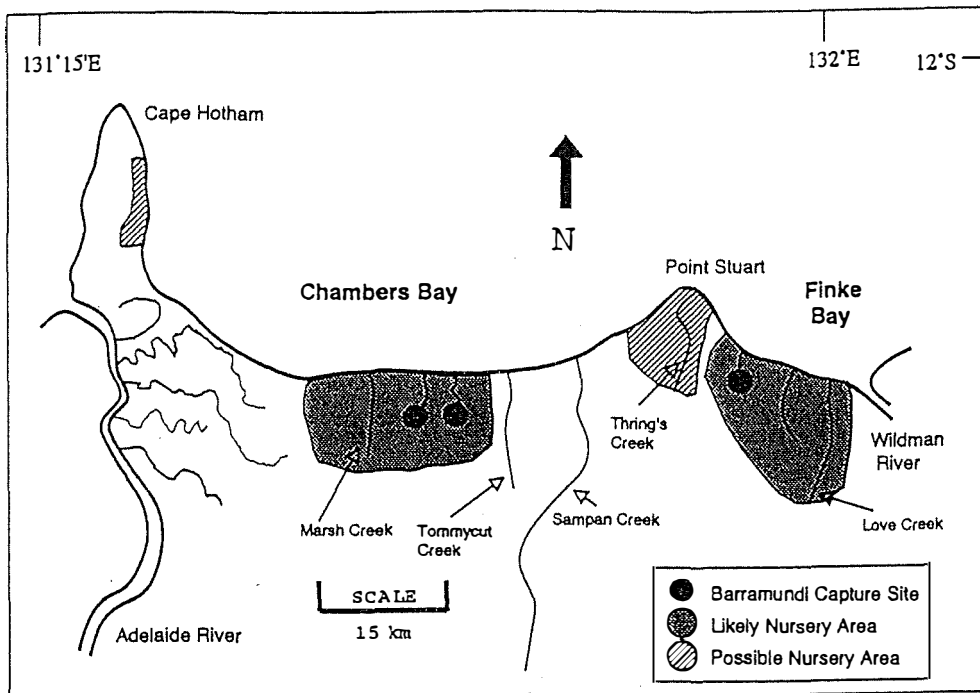 131°15'E
132°E
12°S
Cape Hotham
N
Point Stuart
Chambers Bay
Finke
Bay
Thring's
Creek
Wildman
River
Marsh Creek
Tommycut
Creek
Sampan Creek
Love Creek
SCALE
15 km
Adelaide River
Barramundi Capture Site
Likely Nursery Area
Possible Nursery Area